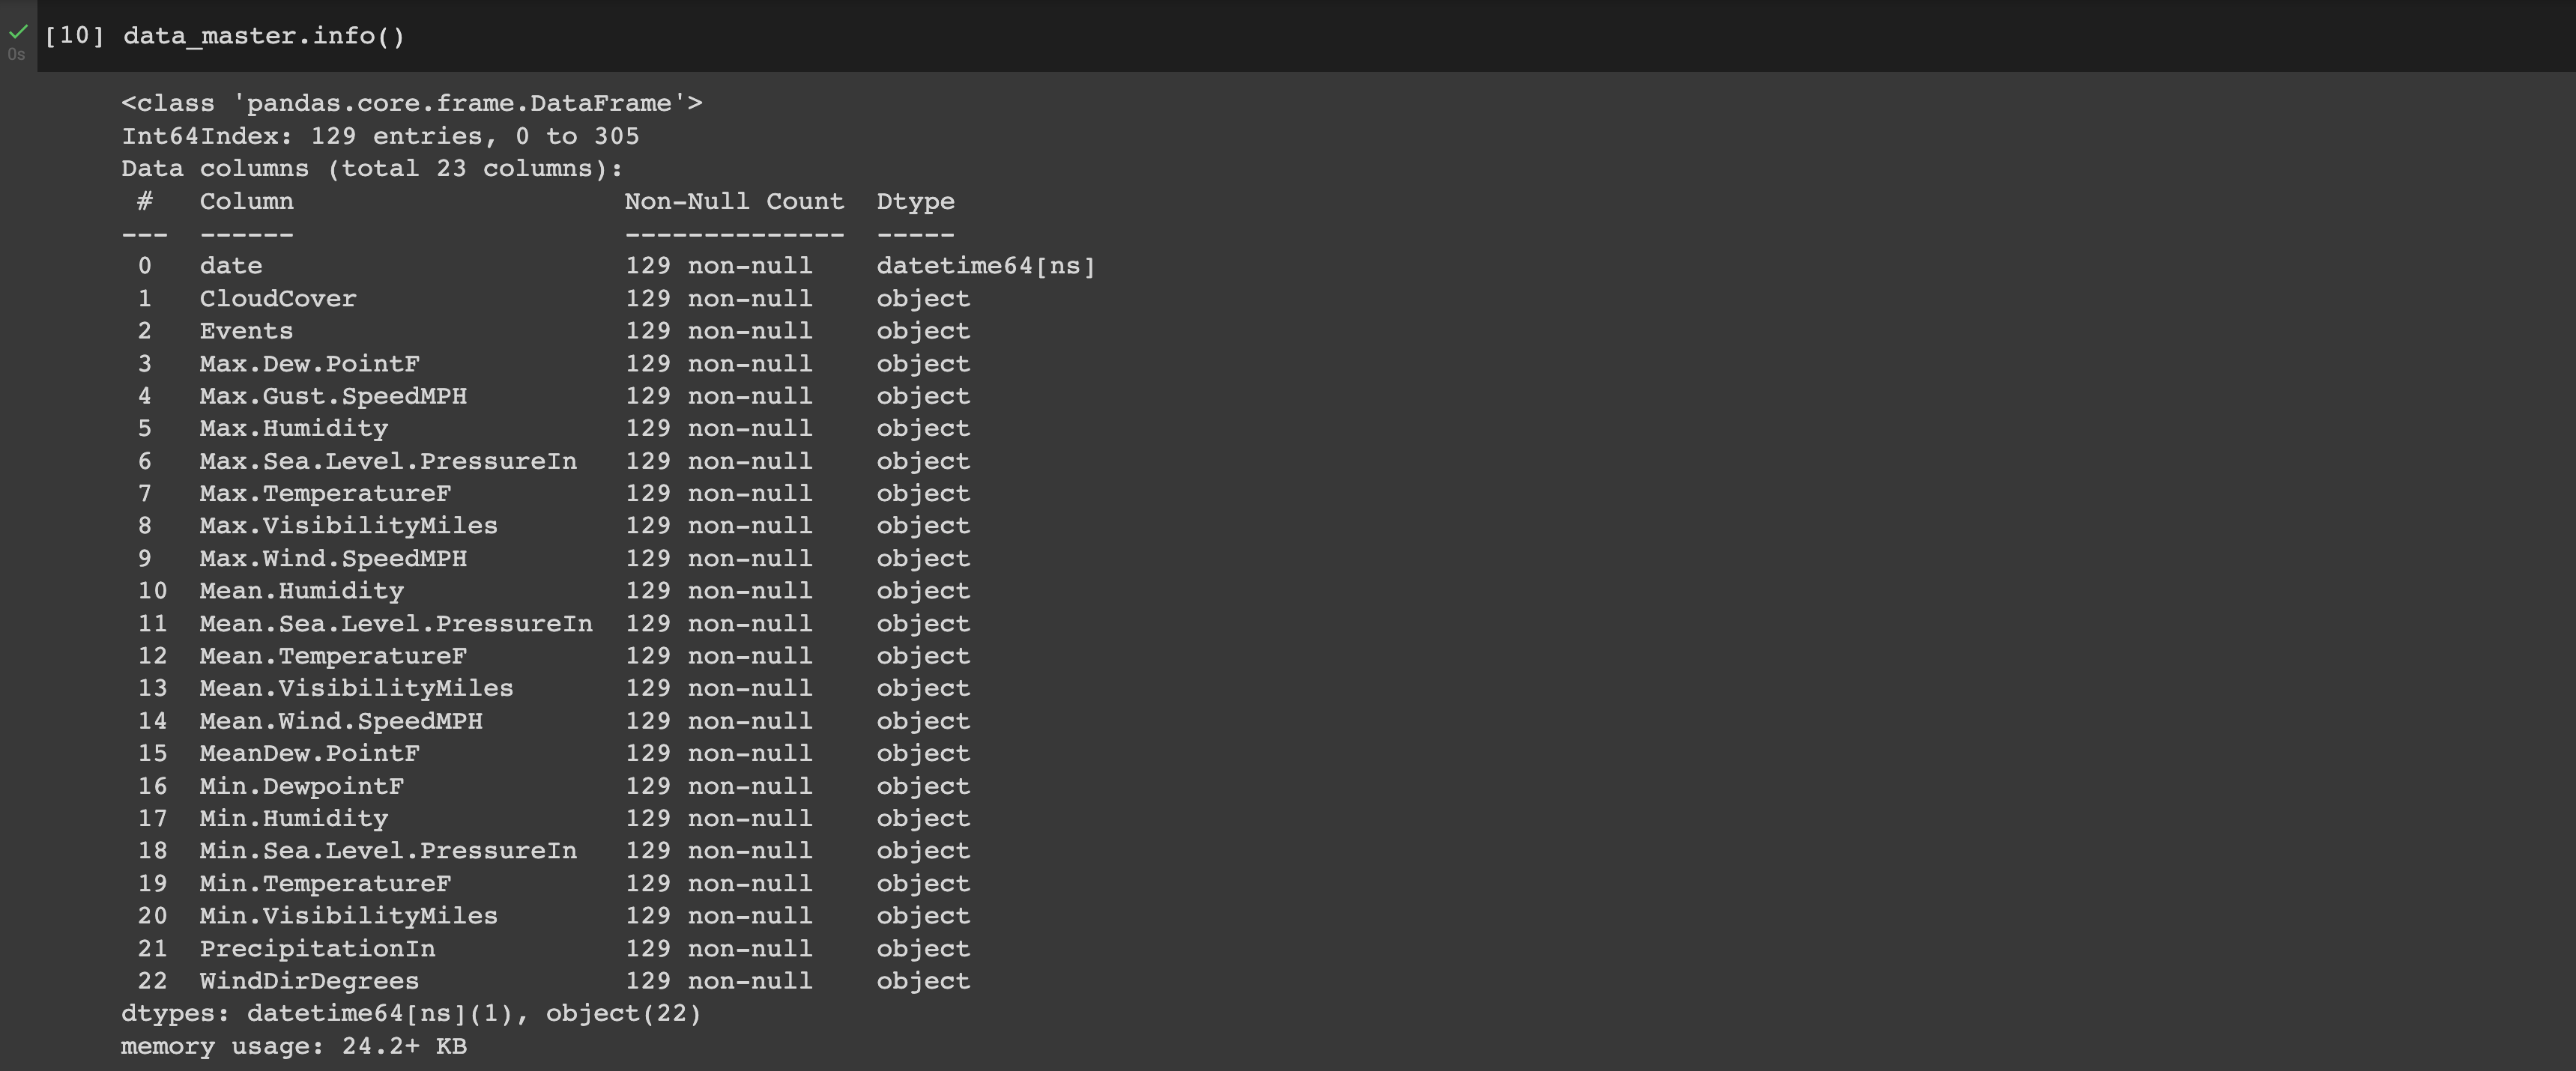 [10] data_master.info()
0s
<class 'pandas.core.frame.DataFrame'>
Int64Index: 129 entries, 0 to 305
Data columns (total 23 columns):
 #   Column                     Non-Null Count  Dtype
---  ------                     --------------  -----
 0   date                       129 non-null    datetime64[ns]
 1   CloudCover                 129 non-null    object
 2   Events                     129 non-null    object
 3   Max.Dew.PointF             129 non-null    object
 4   Max.Gust.SpeedMPH          129 non-null    object
 5   Max.Humidity               129 non-null    object
 6   Max.Sea.Level.PressureIn   129 non-null    object
 7   Max.TemperatureF           129 non-null    object
 8   Max.VisibilityMiles        129 non-null    object
 9   Max.Wind.SpeedMPH          129 non-null    object
 10  Mean.Humidity              129 non-null    object
 11  Mean.Sea.Level.PressureIn  129 non-null    object
 12  Mean.TemperatureF          129 non-null    object
 13  Mean.VisibilityMiles       129 non-null    object
 14  Mean.Wind.SpeedMPH         129 non-null    object
 15  MeanDew.PointF             129 non-null    object
 16  Min.DewpointF              129 non-null    object
 17  Min.Humidity               129 non-null    object
 18  Min.Sea.Level.PressureIn   129 non-null    object
 19  Min.TemperatureF           129 non-null    object
 20  Min.VisibilityMiles        129 non-null    object
 21  PrecipitationIn            129 non-null    object
 22  WindDirDegrees             129 non-null    object
dtypes: datetime64[ns](1), object(22)
memory usage: 24.2+ KB